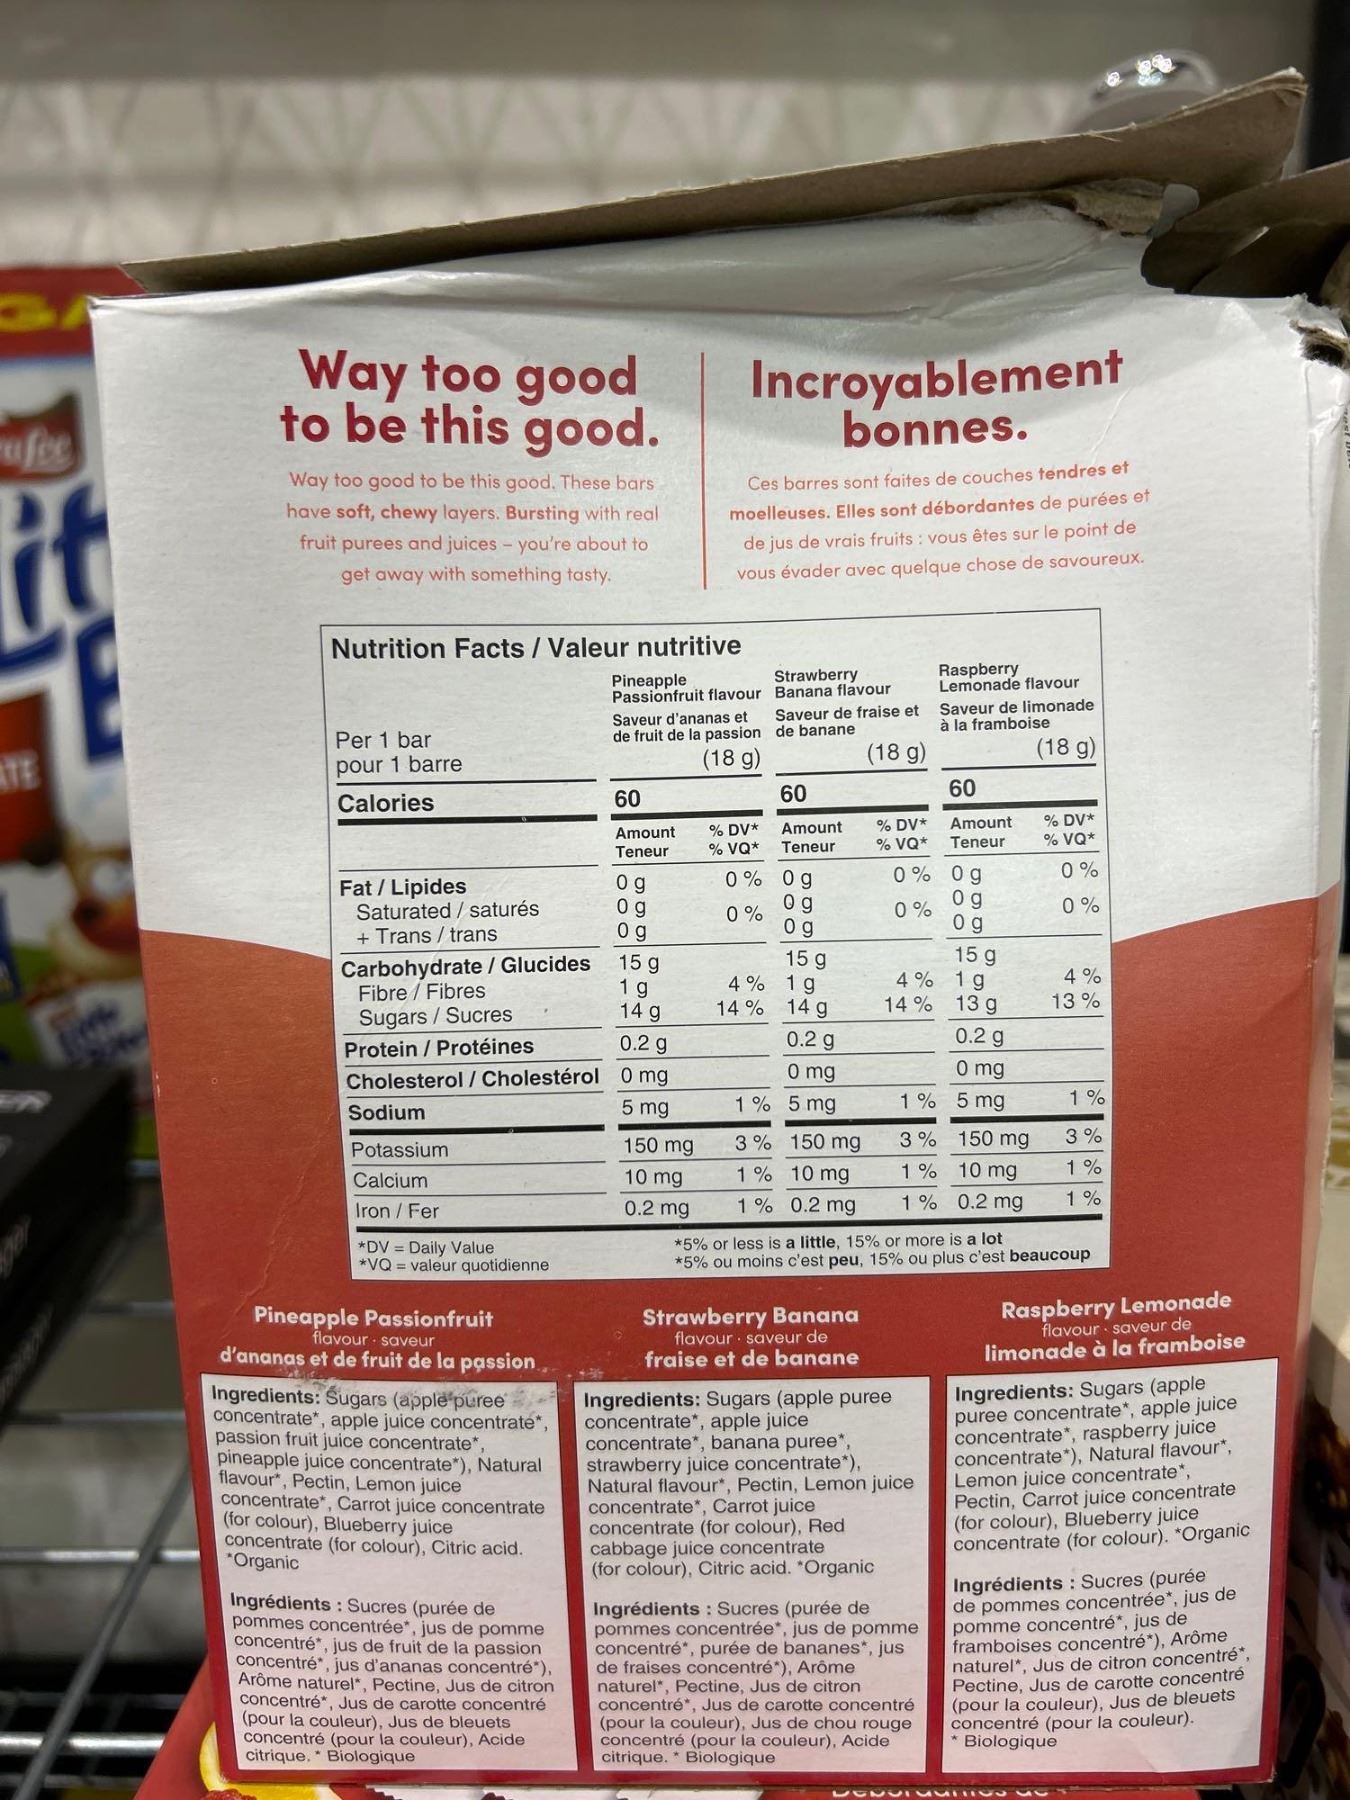 Way too good
to be this good.
Way too good to be this good. These bars
have soft, chewy layers. Bursting with real
fruit purees and juices – you're about to
get away with something tasty.
Incroyablement
bonnes.
Ces barres sont faites de couches tendres et
moelleuses. Elles sont débordantes de purées et
de jus de vrais fruits : vous êtes sur le point de
vous évader avec quelque chose de savoureux.
Nutrition Facts / Valeur nutritive
Per 1 bar
pour 1 barre
Pineapple
Passionfruit flavour
Saveur d'ananas et
de fruit de la passion
(18 g)
Strawberry
Banana flavour
Saveur de fraise et
de banane
(18 g)
Raspberry
Lemonade flavour
Saveur de limonade
à la framboise
(18 g)
Calories 60 60 60
Amount % DV* Amount % DV* Amount % DV*
Teneur % VQ* Teneur % VQ* Teneur % VQ*
Fat / Lipides 0 g 0 % 0 g 0 % 0 g 0 %
Saturated / saturés 0 g 0 g 0 g
0 % 0 % 0 %
+ Trans / trans 0 g 0 g 0 g
Carbohydrate / Glucides 15 g 15 g 15 g
Fibre / Fibres 1 g 4 % 1 g 4 % 1 g 4 %
Sugars / Sucres 14 g 14 % 14 g 14 % 13 g 13 %
Protein / Protéines 0.2 g 0.2 g 0.2 g
Cholesterol / Cholestérol 0 mg 0 mg 0 mg
Sodium 5 mg 1 % 5 mg 1 % 5 mg 1 %
Potassium 150 mg 3 % 150 mg 3 % 150 mg 3 %
Calcium 10 mg 1 % 10 mg 1 % 10 mg 1 %
Iron / Fer 0.2 mg 1 % 0.2 mg 1 % 0.2 mg 1 %
*DV = Daily Value
*VQ = valeur quotidienne
*5% or less is a little, 15% or more is a lot
*5% ou moins c'est peu, 15% ou plus c'est beaucoup
Pineapple Passionfruit
flavour · saveur
d'ananas et de fruit de la passion
Ingredients: Sugars (apple puree
concentrate*, apple juice concentrate*,
passion fruit juice concentrate*,
pineapple juice concentrate*), Natural
flavour*, Pectin, Lemon juice
concentrate*, Carrot juice concentrate
(for colour), Blueberry juice
concentrate (for colour), Citric acid.
*Organic
Ingrédients : Sucres (purée de
pommes concentrée*, jus de pomme
concentré*, jus de fruit de la passion
concentré*, jus d'ananas concentré*),
Arôme naturel*, Pectine, Jus de citron
concentré*, Jus de carotte concentré
(pour la couleur), Jus de bleuets
concentré (pour la couleur), Acide
citrique. * Biologique
Strawberry Banana
flavour · saveur de
fraise et de banane
Ingredients: Sugars (apple puree
concentrate*, apple juice
concentrate*, banana puree*,
strawberry juice concentrate*),
Natural flavour*, Pectin, Lemon juice
concentrate*, Carrot juice
concentrate (for colour), Red
cabbage juice concentrate
(for colour), Citric acid. *Organic
Ingrédients : Sucres (purée de
pommes concentrée*, jus de pomme
concentré*, purée de bananes*, jus
de fraises concentré*), Arôme
naturel*, Pectine, Jus de citron
concentré*, Jus de carotte concentré
(pour la couleur), Jus de chou rouge
concentré (pour la couleur), Acide
citrique. * Biologique
Raspberry Lemonade
flavour · saveur de
limonade à la framboise
Ingredients: Sugars (apple
puree concentrate*, apple juice
concentrate*, raspberry juice
concentrate*), Natural flavour*,
Lemon juice concentrate*,
Pectin, Carrot juice concentrate
(for colour), Blueberry juice
concentrate (for colour). *Organic
Ingrédients : Sucres (purée
de pommes concentrée*, jus de
pomme concentré*, jus de
framboises concentré*), Arôme
naturel*, Jus de citron concentré*,
Pectine, Jus de carotte concentré
(pour la couleur), Jus de bleuets
concentré (pour la couleur).
* Biologique